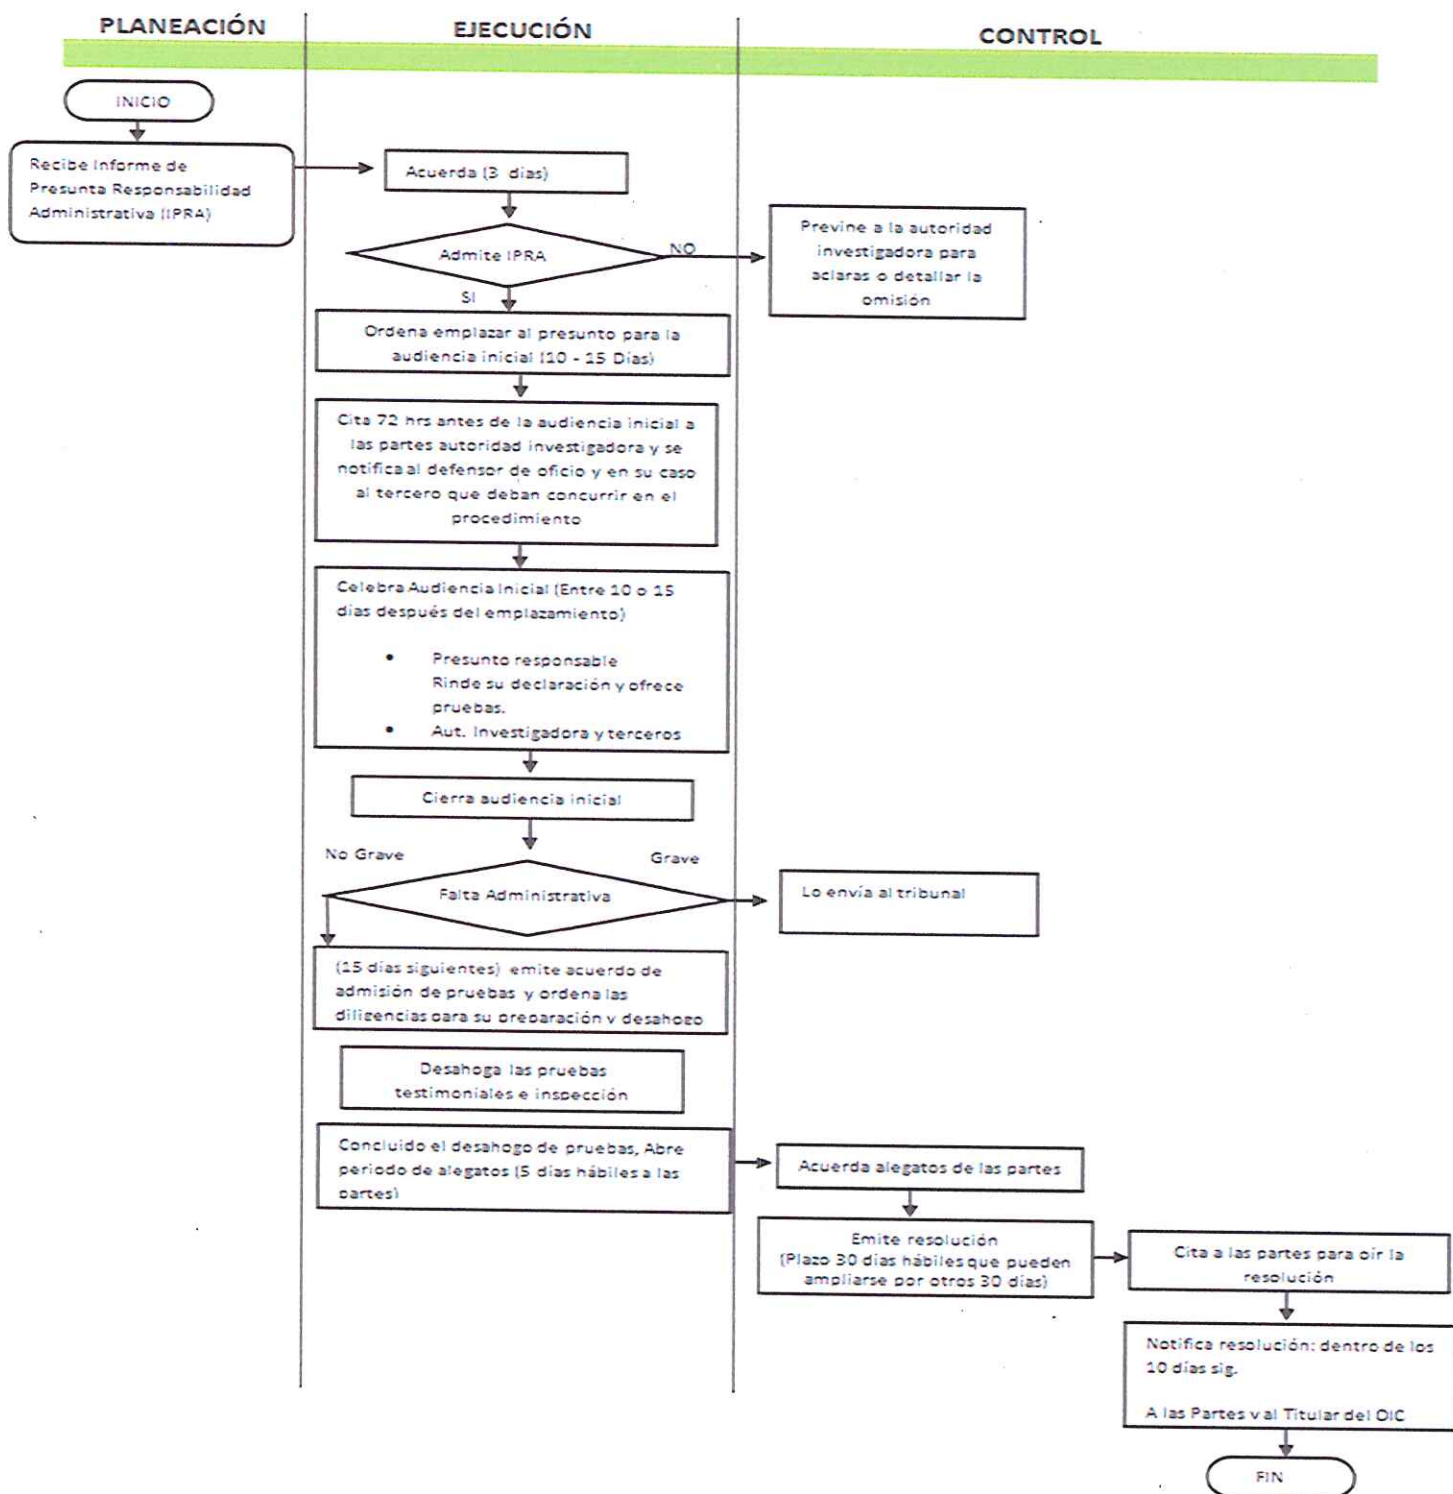 PLANEACIÓN
EJECUCIÓN
CONTROL
INICIO
Recibe Informe de
Presunta Responsabilidad
Administrativa (IPRA)
Acuerda (3 días)
Admite IPRA
NO
Previne a la autoridad
investigadora para
aclaras o detallar la
omisión
SI
Ordena emplazar al presunto para la
audiencia inicial (10 - 15 Días)
Cita 72 hrs antes de la audiencia inicial a
las partes autoridad investigadora y se
notifica al defensor de oficio y en su caso
al tercero que deban concurrir en el
procedimiento
Celebra Audiencia Inicial (Entre 10 o 15
días después del emplazamiento)
• Presunto responsable
Rinde su declaración y ofrece
pruebas.
• Aut. Investigadora y terceros
Cierra audiencia inicial
No Grave
Grave
Falta Administrativa
Lo envía al tribunal
(15 días siguientes) emite acuerdo de
admisión de pruebas y ordena las
diligencias para su preparación y desahogo
Desahoga las pruebas
testimoniales e inspección
Concluido el desahogo de pruebas, Abre
periodo de alegatos (5 días hábiles a las
partes)
Acuerda alegatos de las partes
Emite resolución
(Plazo 30 días hábiles que pueden
ampliarse por otros 30 días)
Cita a las partes para oír la
resolución
Notifica resolución: dentro de los
10 días sig.
A las Partes y al Titular del OIC
FIN